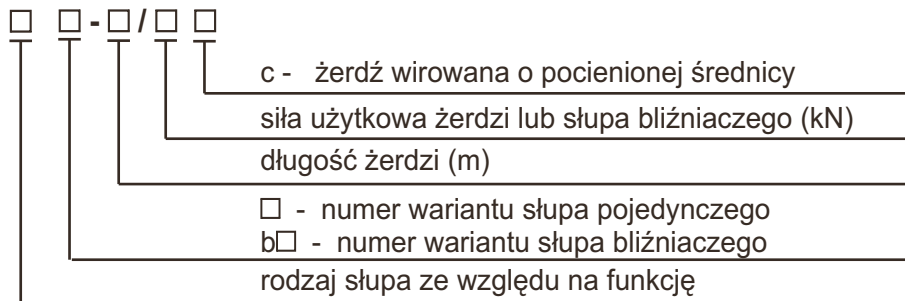 □ □ - □ / □ □
c - żerdź wirowana o pocienionej średnicy
siła użytkowa żerdzi lub słupa bliźniaczego (kN)
długość żerdzi (m)
□ - numer wariantu słupa pojedynczego
b□ - numer wariantu słupa bliźniaczego
rodzaj słupa ze względu na funkcję